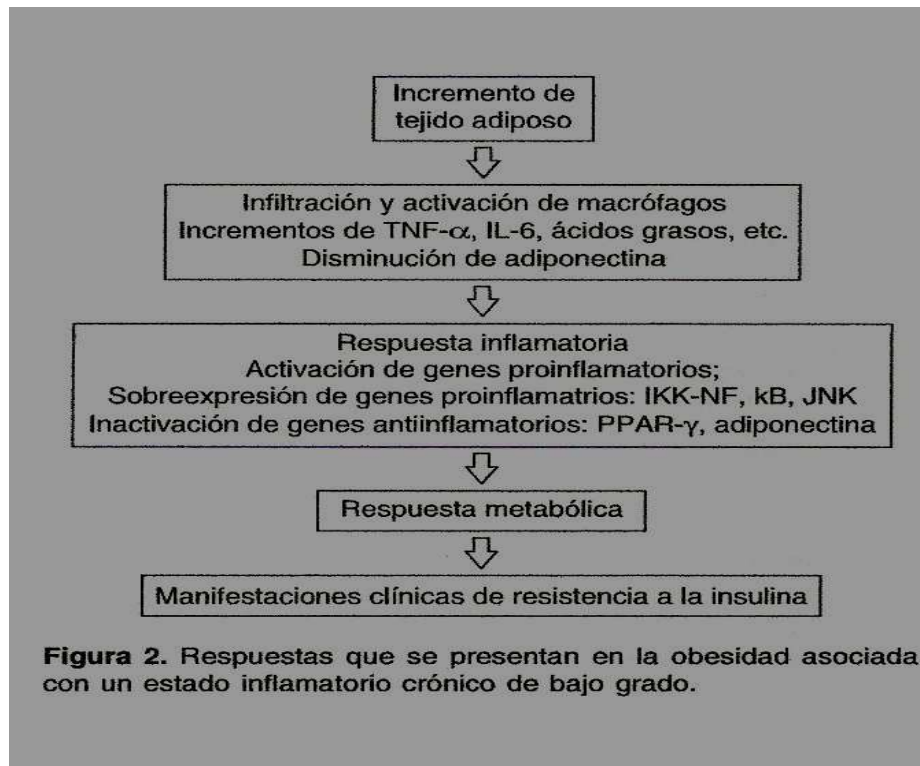 Incremento de
tejido adiposo
Infiltración y activación de macrófagos
Incrementos de TNF-α, IL-6, ácidos grasos, etc.
Disminución de adiponectina
Respuesta inflamatoria
Activación de genes proinflamatorios;
Sobreexpresión de genes proinflamatrios: IKK-NF, kB, JNK
Inactivación de genes antiinflamatorios: PPAR-γ, adiponectina
Respuesta metabólica
Manifestaciones clínicas de resistencia a la insulina
Figura 2. Respuestas que se presentan en la obesidad asociada
con un estado inflamatorio crónico de bajo grado.